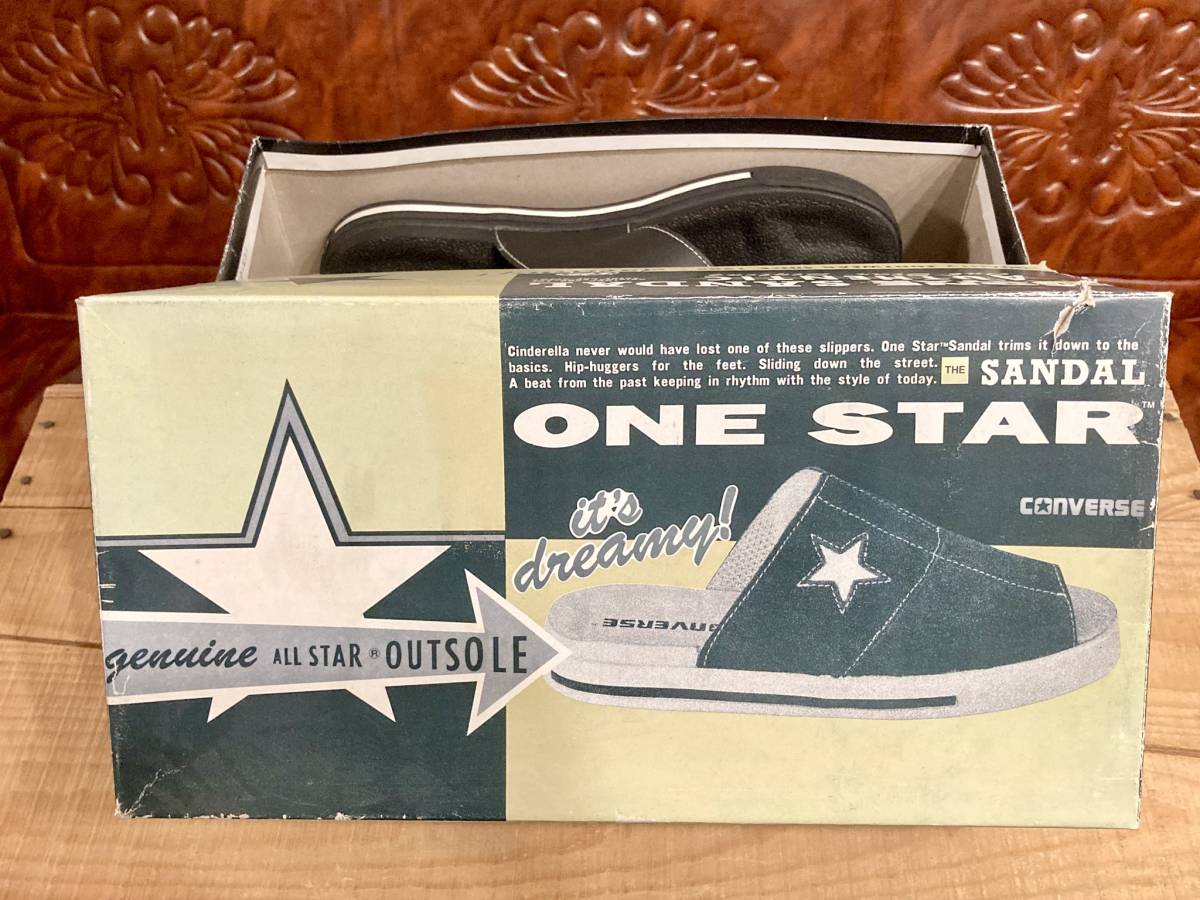 Cinderella never would have lost one of these slippers. One Star™Sandal trims it down to the
basics. Hip-huggers for the feet. Sliding down the street.
A beat from the past keeping in rhythm with the style of today.
THE SANDAL
ONE STAR™
it's
dreamy!
CONVERSE
CONVERSE™
genuine ALL STAR® OUTSOLE